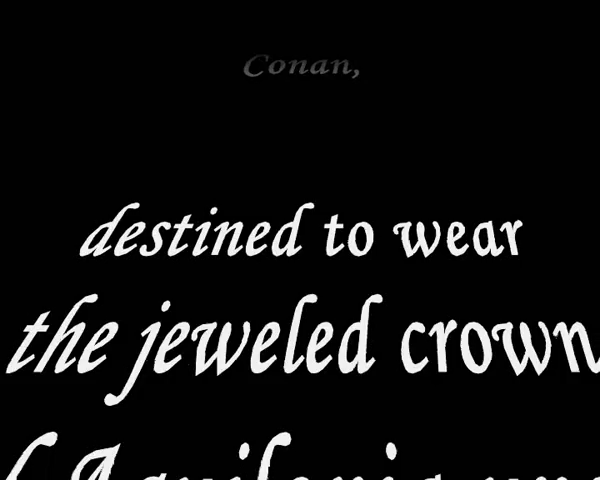 Conan,
destined to wear
the jeweled crown